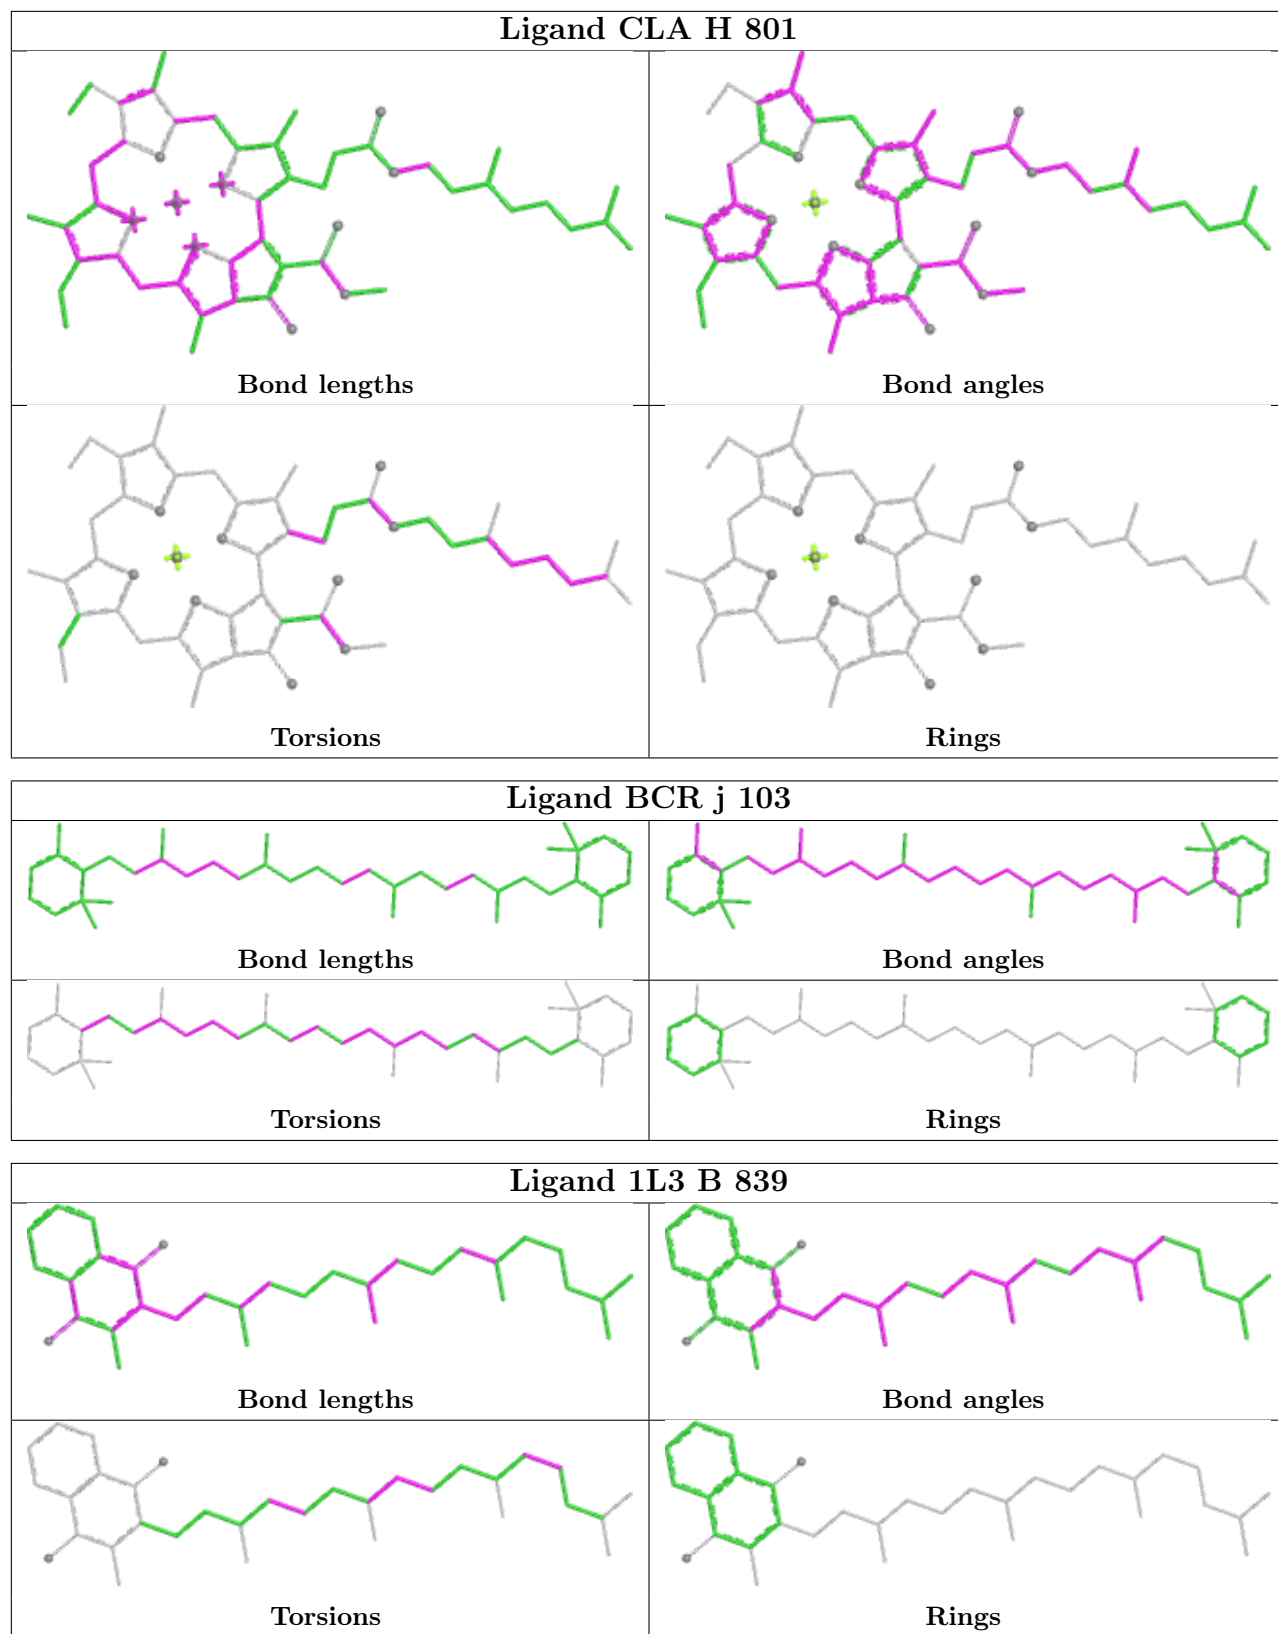 Ligand CLA H 801
Bond lengths
Bond angles
Torsions
Rings
Ligand BCR j 103
Bond lengths
Bond angles
Torsions
Rings
Ligand 1L3 B 839
Bond lengths
Bond angles
Torsions
Rings